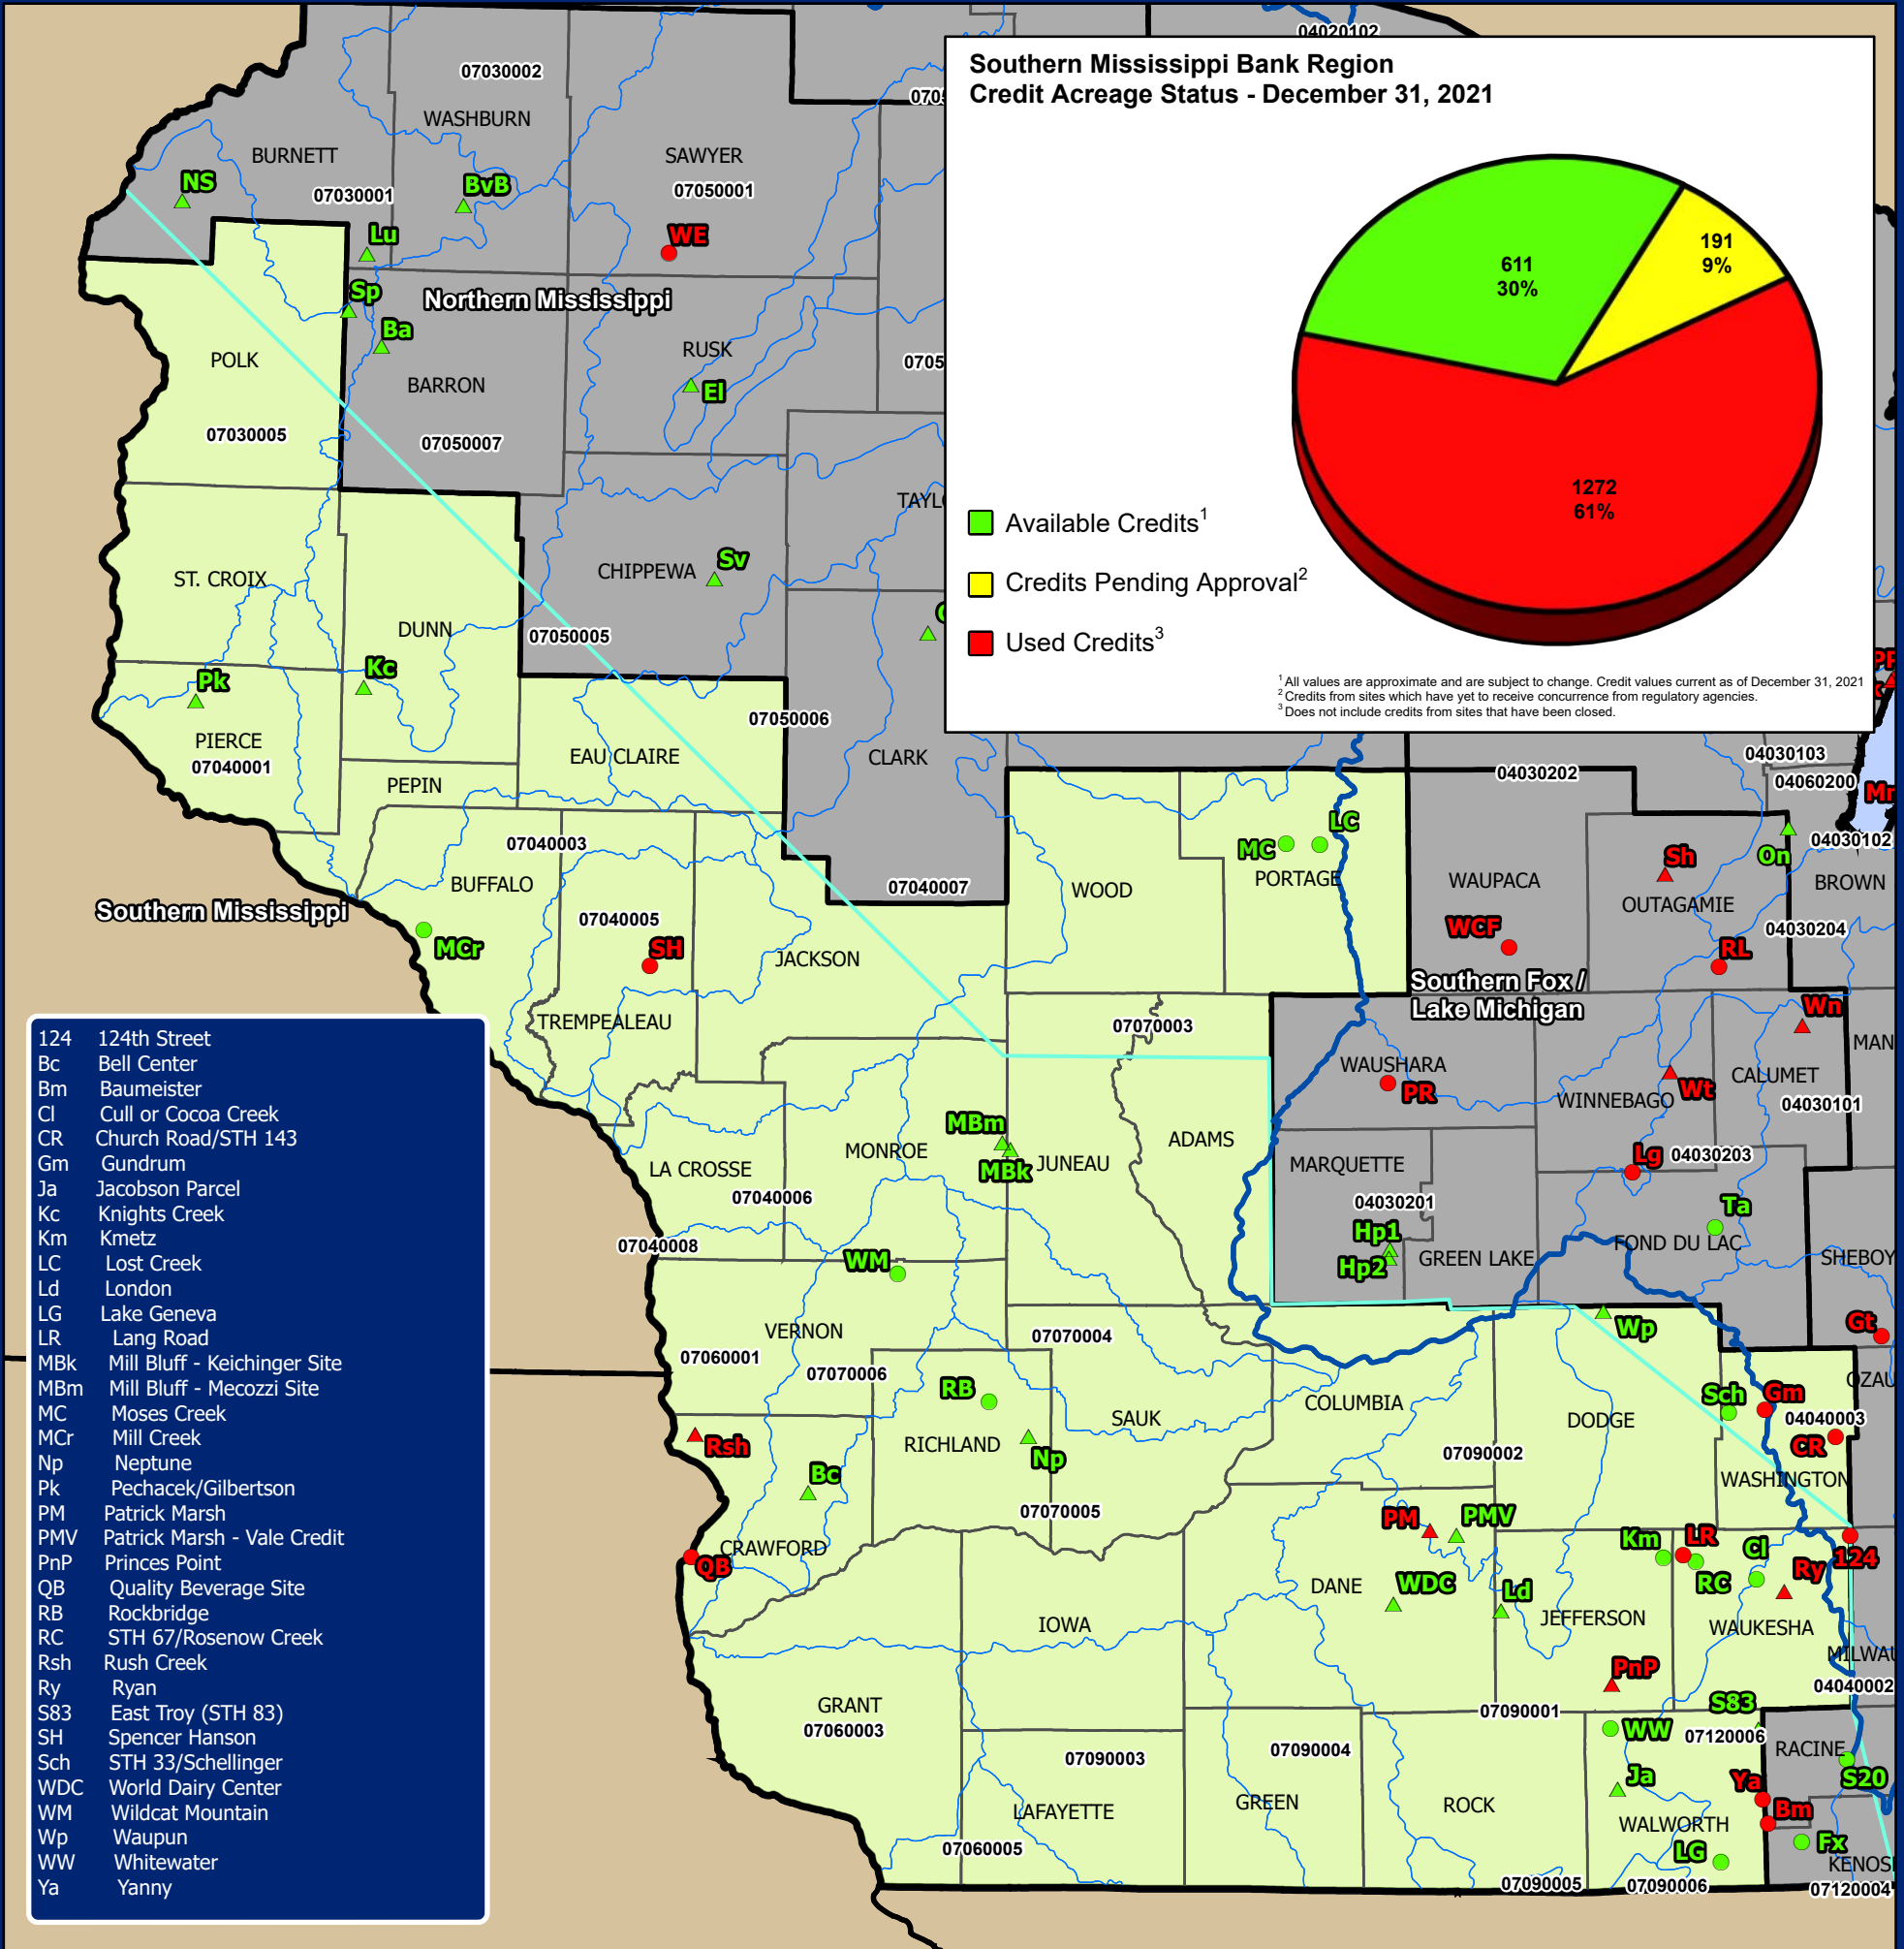 04020102
Southern Mississippi Bank Region
Credit Acreage Status - December 31, 2021
611
30%
191
9%
1272
61%
Available Credits1
Credits Pending Approval2
Used Credits3
1 All values are approximate and are subject to change. Credit values current as of December 31, 2021
2 Credits from sites which have yet to receive concurrence from regulatory agencies.
3 Does not include credits from sites that have been closed.
07030002
WASHBURN
BURNETT
SAWYER
NS
07030001
BvB
07050001
Lu
WE
Sp
Northern Mississippi
Ba
POLK
RUSK
BARRON
El
07030005
07050007
CHIPPEWA
Sv
ST. CROIX
DUNN
07050005
Kc
Pk
07050006
PIERCE
07040001
EAU CLAIRE
CLARK
PEPIN
04030103
04030202
04060200
07040003
LC
MC
04030102
BUFFALO
07040007
WOOD
PORTAGE
WAUPACA
Sh
On
OUTAGAMIE
BROWN
Southern Mississippi
07040005
WCF
04030204
MCr
SH
JACKSON
RL
Southern Fox /
Lake Michigan
TREMPEALEAU
07070003
Wn
WAUSHARA
PR
WINNEBAGO
Wt
CALUMET
04030101
MBm
MBk
MONROE
JUNEAU
ADAMS
LA CROSSE
07040006
MARQUETTE
Lg
04030203
04030201
Ta
07040008
WM
Hp1
Hp2
GREEN LAKE
FOND DU LAC
VERNON
07060001
07070006
07070004
Wp
Gt
RB
SAUK
COLUMBIA
DODGE
Sch
Gm
04040003
Rsh
RICHLAND
Np
CR
Bc
07090002
WASHINGTON
07070005
PM
PMV
CRAWFORD
QB
Km
LR
Cl
124
DANE
WDC
Ld
RC
Ry
IOWA
JEFFERSON
WAUKESHA
PnP
GRANT
07060003
04040002
07090001
S83
WW
07120006
RACINE
07090003
07090004
Ja
Ya
S20
LAFAYETTE
GREEN
ROCK
WALWORTH
Bm
07060005
LG
Fx
07090005
07090006
07120004
124 124th Street
Bc Bell Center
Bm Baumeister
Cl Cull or Cocoa Creek
CR Church Road/STH 143
Gm Gundrum
Ja Jacobson Parcel
Kc Knights Creek
Km Kmetz
LC Lost Creek
Ld London
LG Lake Geneva
LR Lang Road
MBk Mill Bluff - Keichinger Site
MBm Mill Bluff - Mecozzi Site
MC Moses Creek
MCr Mill Creek
Np Neptune
Pk Pechacek/Gilbertson
PM Patrick Marsh
PMV Patrick Marsh - Vale Credit
PnP Princes Point
QB Quality Beverage Site
RB Rockbridge
RC STH 67/Rosenow Creek
Rsh Rush Creek
Ry Ryan
S83 East Troy (STH 83)
SH Spencer Hanson
Sch STH 33/Schellinger
WDC World Dairy Center
WM Wildcat Mountain
Wp Waupun
WW Whitewater
Ya Yanny